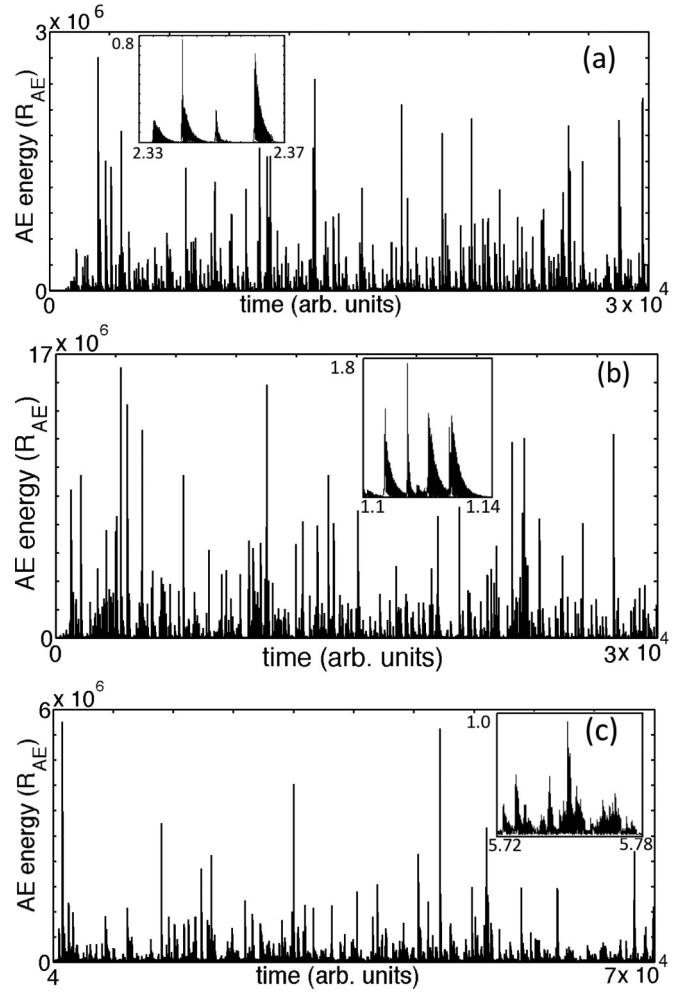 3 x 10^6
(a)
0.8
2.33 2.37
AE energy (R_AE)
0
0 time (arb. units) 3 x 10^4
17 x 10^6
(b)
1.8
1.1 1.14
AE energy (R_AE)
0
0 time (arb. units) 3 x 10^4
6 x 10^6
1.0 (c)
5.72 5.78
AE energy (R_AE)
0
4 time (arb. units) 7 x 10^4